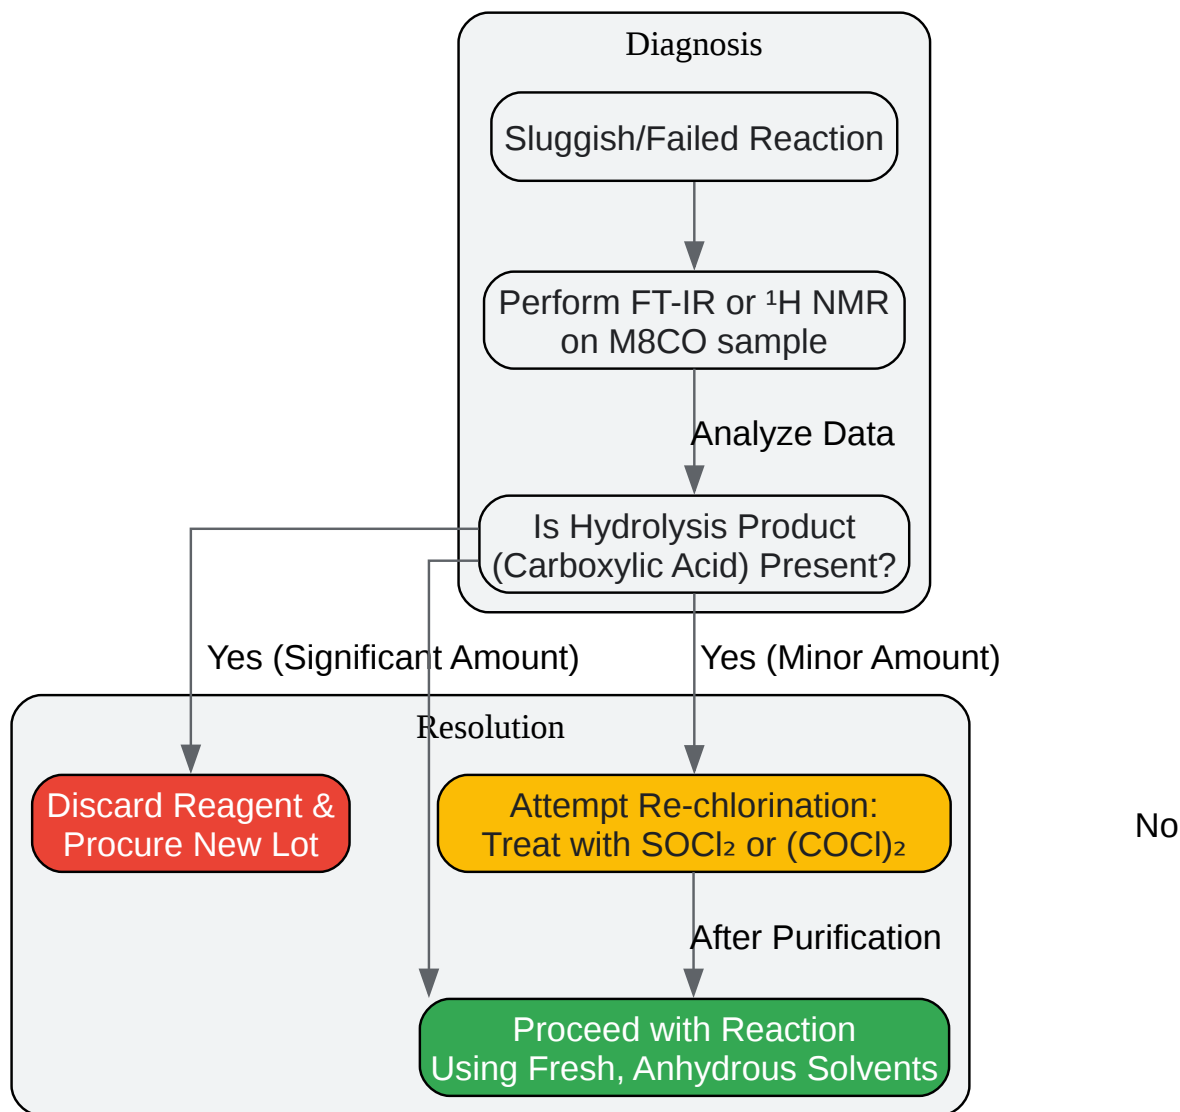 Diagnosis
Sluggish/Failed Reaction
Perform FT-IR or ¹H NMR
on M8CO sample
Analyze Data
Is Hydrolysis Product
(Carboxylic Acid) Present?
Yes (Significant Amount)
Yes (Minor Amount)
Resolution
Discard Reagent &
Procure New Lot
Attempt Re-chlorination:
Treat with SOCl₂ or (COCl)₂
No
After Purification
Proceed with Reaction
Using Fresh, Anhydrous Solvents